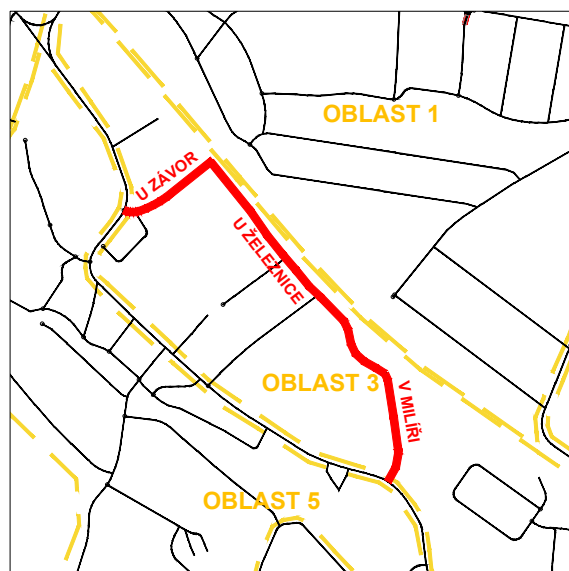 OBLAST 1
U ZÁVOR
U ŽELEZNICE
OBLAST 3
V MILÍŘI
OBLAST 5